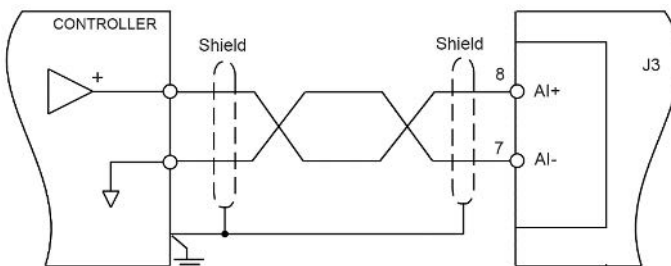 CONTROLLER
Shield
Shield
J3
+
8
AI+
7
AI-